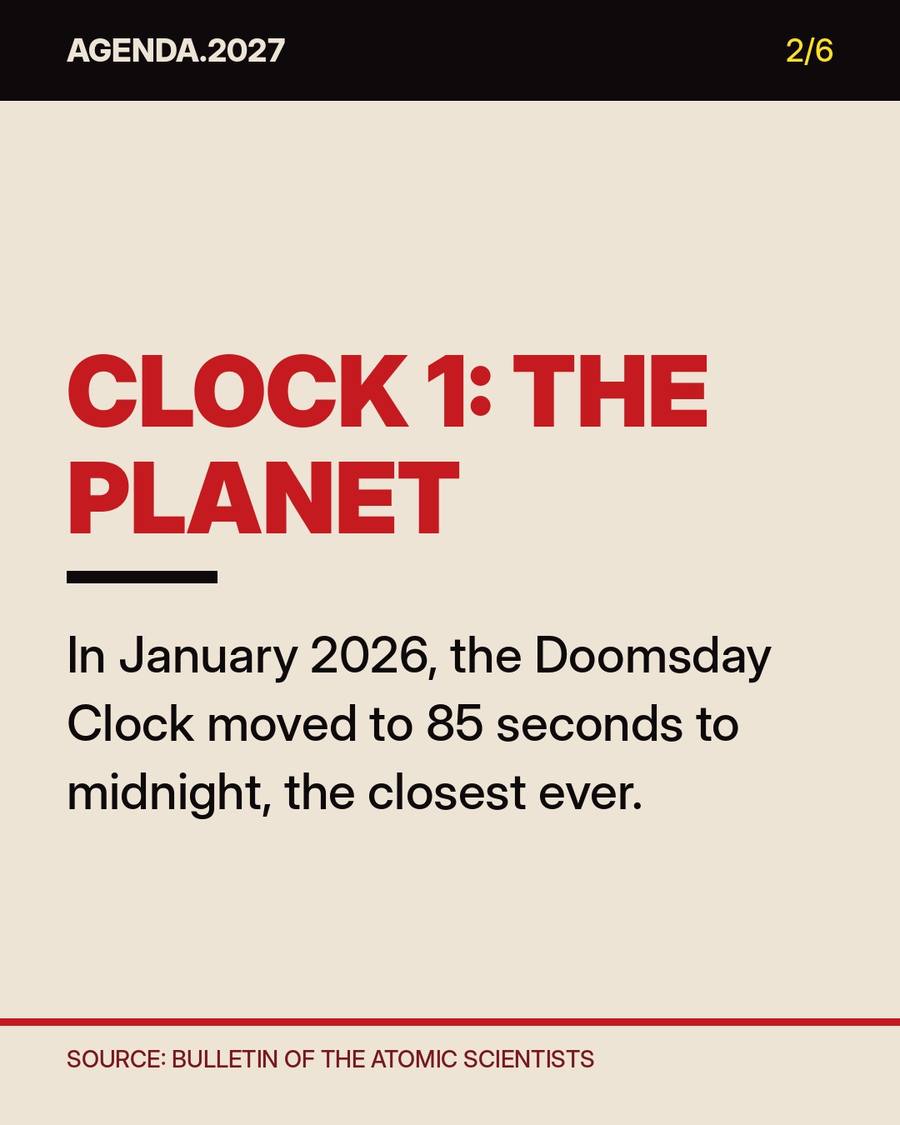 AGENDA.2027
2/6
CLOCK 1: THE
PLANET
In January 2026, the Doomsday
Clock moved to 85 seconds to
midnight, the closest ever.
SOURCE: BULLETIN OF THE ATOMIC SCIENTISTS